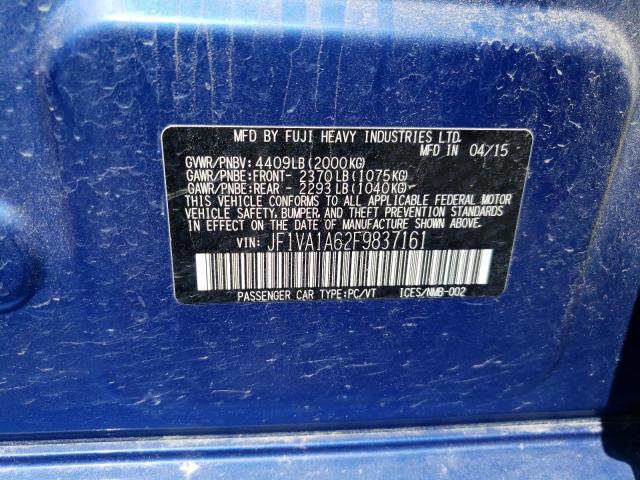 MFD BY FUJI HEAVY INDUSTRIES LTD.
MFD IN 04/15
GVWR/PNBV: 4409LB(2000KG)
GAWR/PNBE:FRONT- 2370LB(1075KG)
GAWR/PNBE:REAR - 2293LB(1040KG)
THIS VEHICLE CONFORMS TO ALL APPLICABLE FEDERAL MOTOR
VEHICLE SAFETY, BUMPER, AND THEFT PREVENTION STANDARDS
IN EFFECT ON THE DATE OF MANUFACTURE SHOWN ABOVE.
VIN: JF1VA1A62F9837161
PASSENGER CAR TYPE:PC/VT ICES/NMB-002